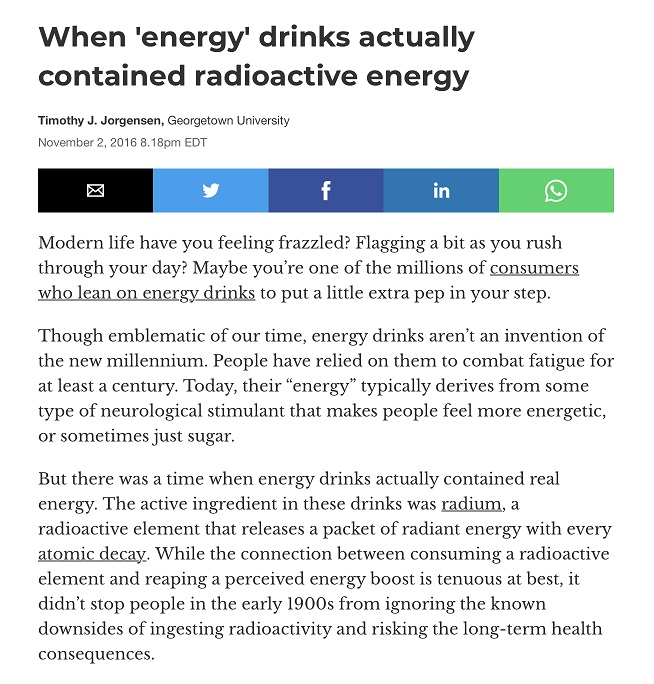 When 'energy' drinks actually
contained radioactive energy
Timothy J. Jorgensen, Georgetown University
November 2, 2016 8.18pm EDT
f
in
Modern life have you feeling frazzled? Flagging a bit as you rush
through your day? Maybe you’re one of the millions of consumers
who lean on energy drinks to put a little extra pep in your step.
Though emblematic of our time, energy drinks aren’t an invention of
the new millennium. People have relied on them to combat fatigue for
at least a century. Today, their “energy” typically derives from some
type of neurological stimulant that makes people feel more energetic,
or sometimes just sugar.
But there was a time when energy drinks actually contained real
energy. The active ingredient in these drinks was radium, a
radioactive element that releases a packet of radiant energy with every
atomic decay. While the connection between consuming a radioactive
element and reaping a perceived energy boost is tenuous at best, it
didn’t stop people in the early 1900s from ignoring the known
downsides of ingesting radioactivity and risking the long-term health
consequences.